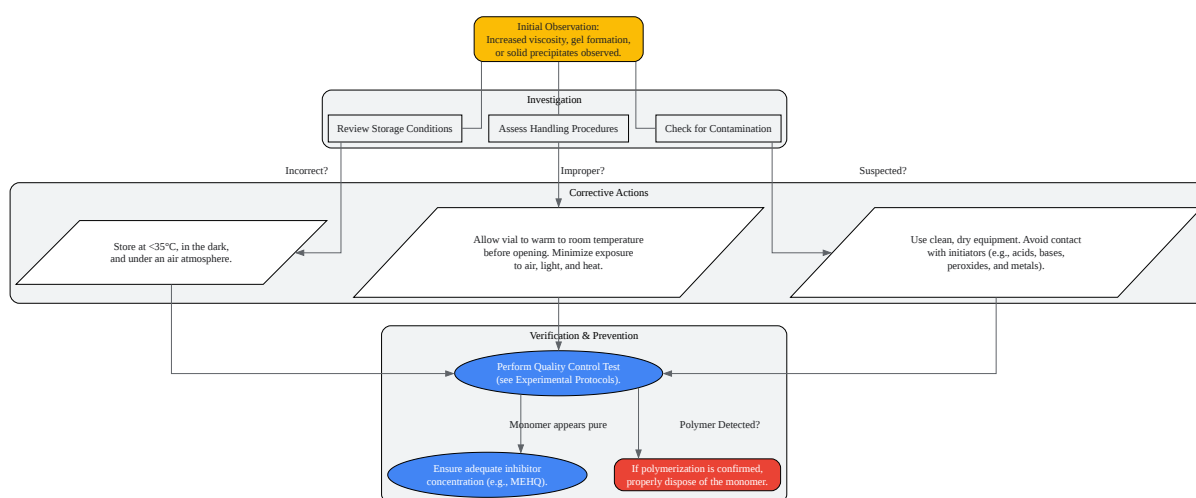 Initial Observation:
Increased viscosity, gel formation,
or solid precipitates observed.
Investigation
Review Storage Conditions
Assess Handling Procedures
Check for Contamination
Incorrect?
Improper?
Suspected?
Corrective Actions
Store at <35°C, in the dark,
and under an air atmosphere.
Allow vial to warm to room temperature
before opening. Minimize exposure
to air, light, and heat.
Use clean, dry equipment. Avoid contact
with initiators (e.g., acids, bases,
peroxides, and metals).
Verification & Prevention
Perform Quality Control Test
(see Experimental Protocols).
Monomer appears pure
Polymer Detected?
Ensure adequate inhibitor
concentration (e.g., MEHQ).
If polymerization is confirmed,
properly dispose of the monomer.